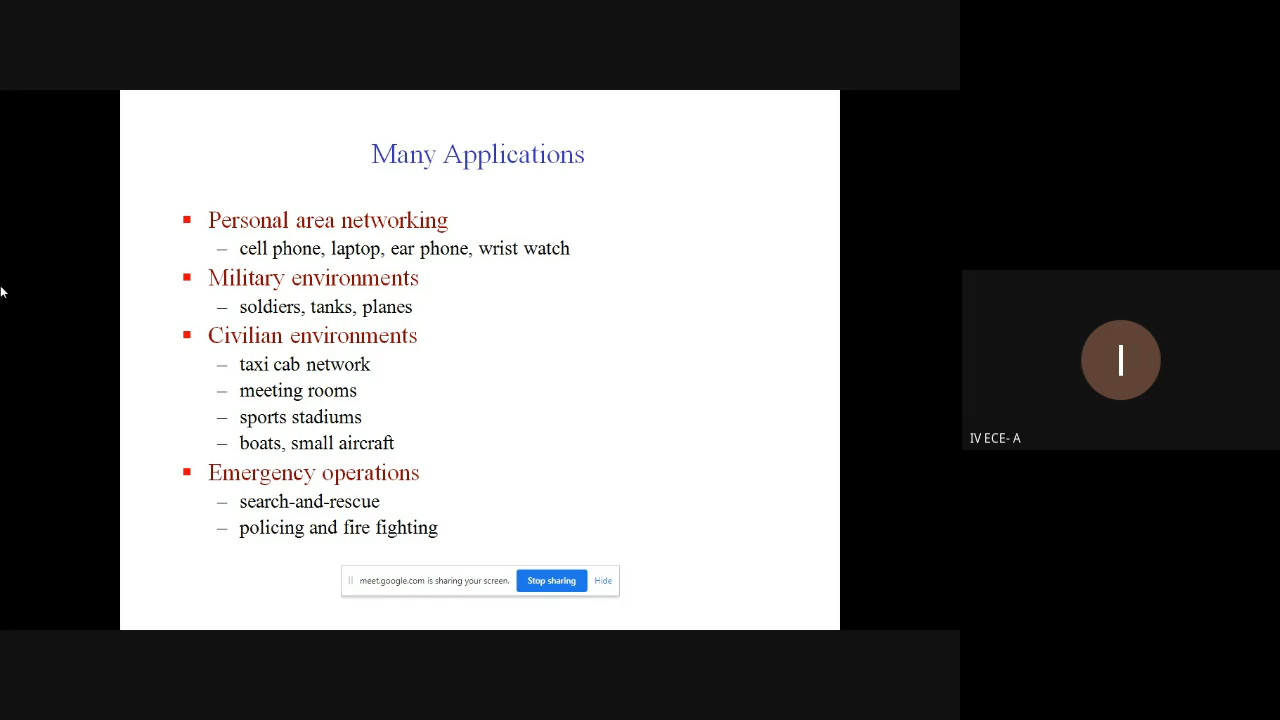 Many Applications
▪ Personal area networking
– cell phone, laptop, ear phone, wrist watch
▪ Military environments
– soldiers, tanks, planes
▪ Civilian environments
– taxi cab network
– meeting rooms
– sports stadiums
– boats, small aircraft
▪ Emergency operations
– search-and-rescue
– policing and fire fighting
meet.google.com is sharing your screen. Stop sharing Hide
I
IV ECE- A